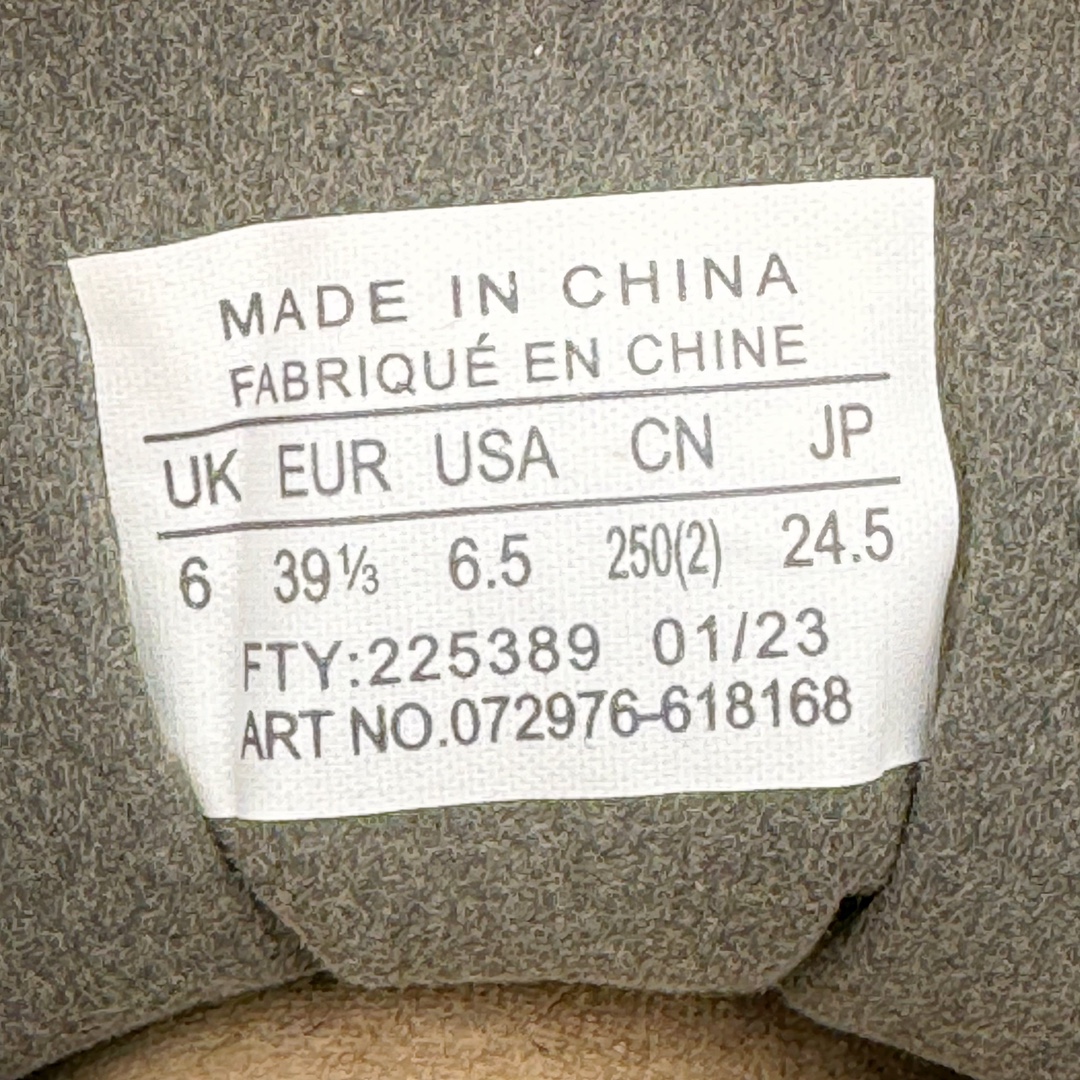 MADE IN CHINA
FABRIQUÉ EN CHINE
UK EUR USA CN JP
6 39⅓ 6.5 250(2) 24.5
FTY:225389 01/23
ART NO.072976-618168